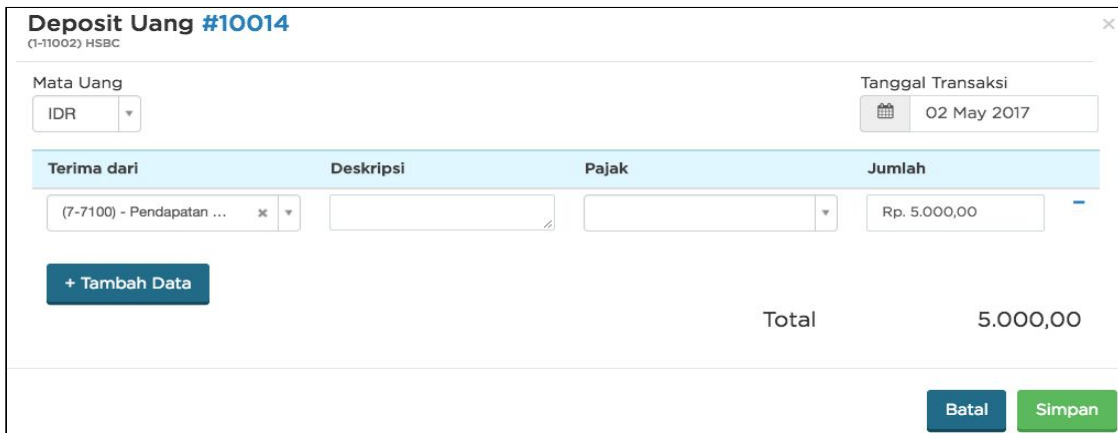 Deposit Uang #10014
(1-11002) HSBC
Mata Uang
Tanggal Transaksi
IDR
02 May 2017
Terima dari Deskripsi Pajak Jumlah
(7-7100) - Pendapatan ... Rp. 5.000,00
+ Tambah Data
Total 5.000,00
Batal Simpan